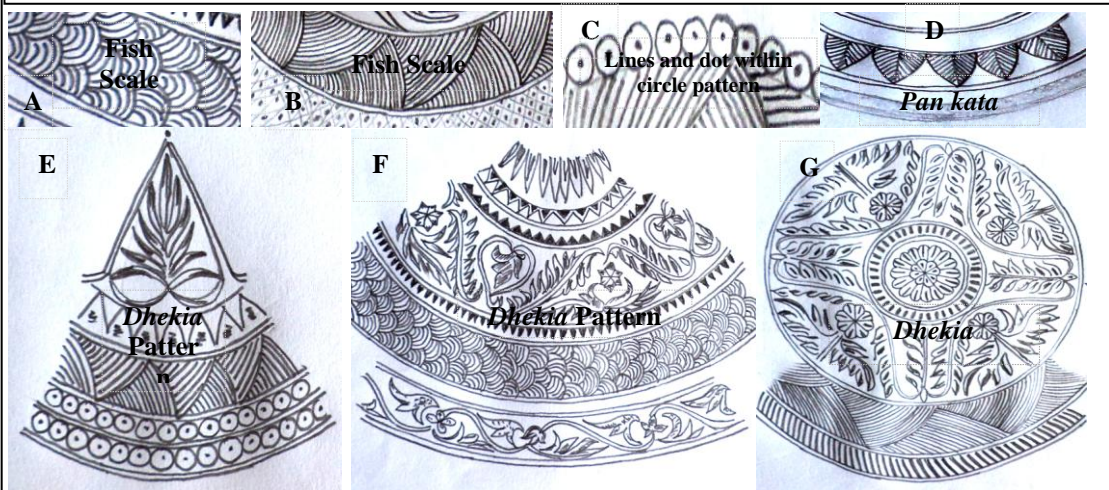 Fish
Scale
A
Fish Scale
B
C
Lines and dot within
circle pattern
D
Pan kata
E
Dhekia
Patter
n
F
Dhekia Pattern
G
Dhekia